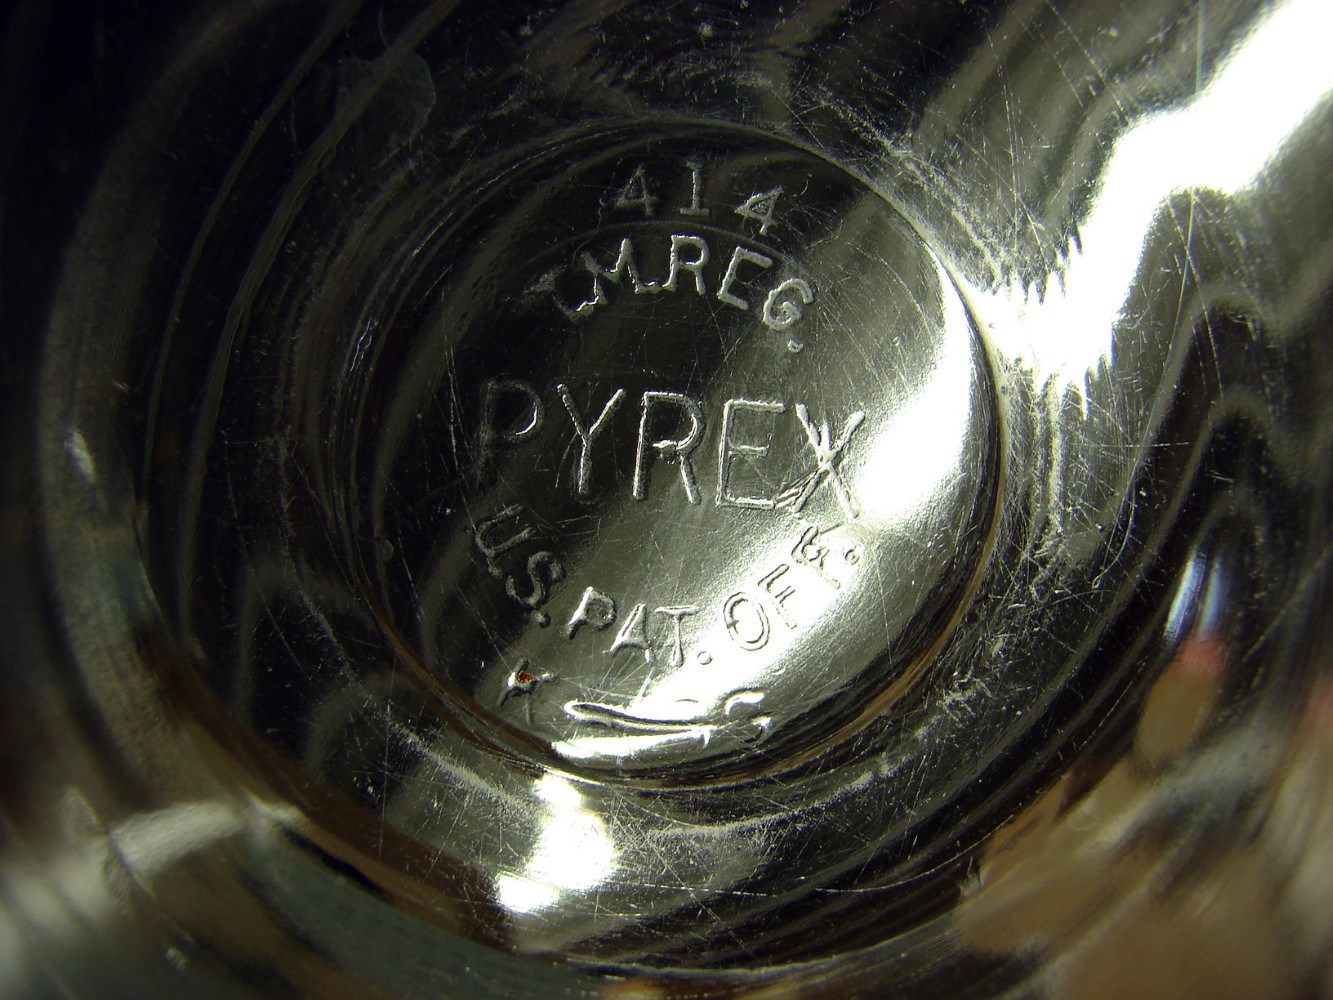 414
T.M.REG.
PYREX
U.S. PAT. OFF.